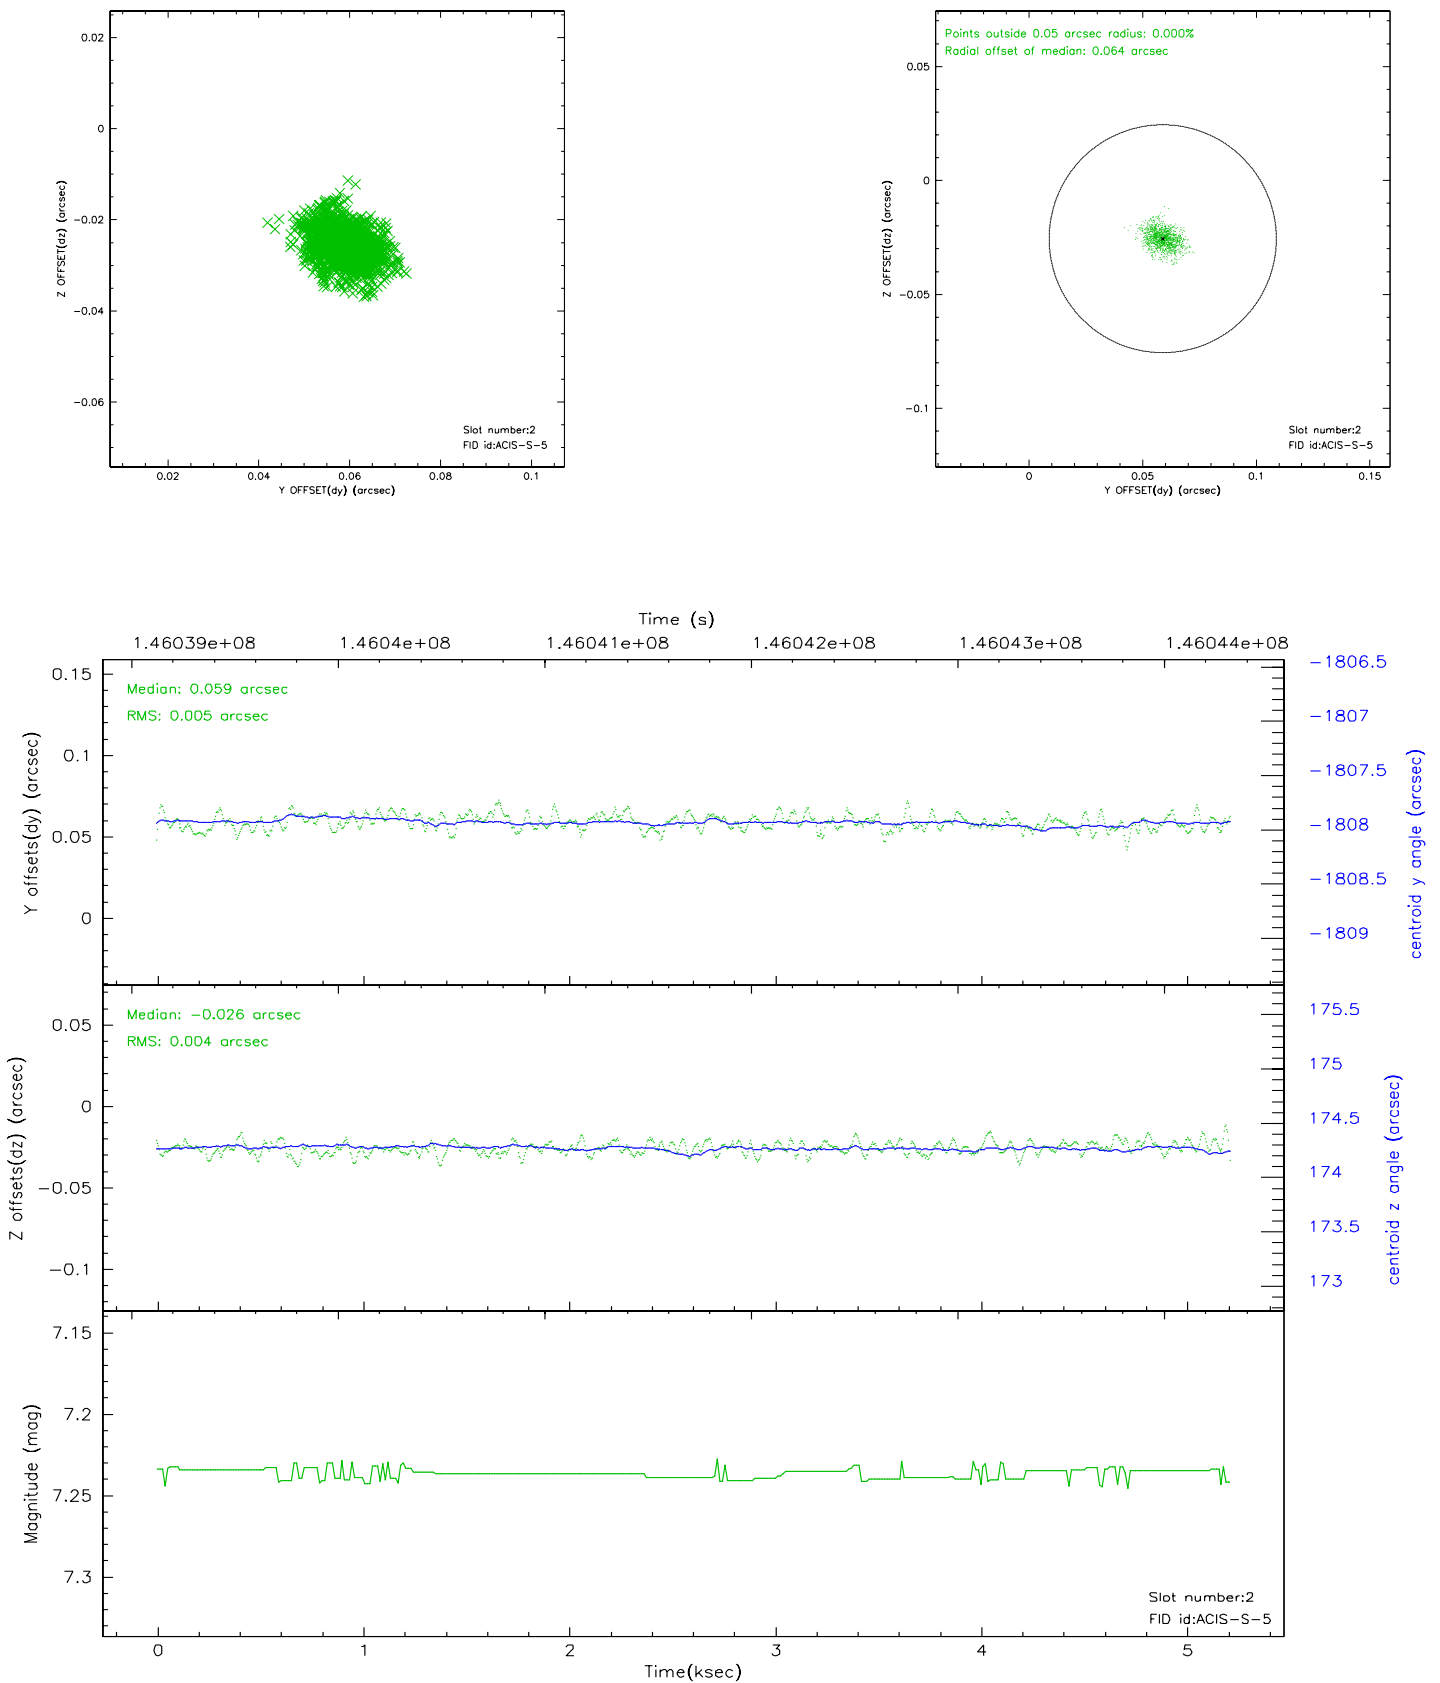 0.02
0
-0.02
-0.04
-0.06
Z OFFSET(dz) (arcsec)
Slot number:2
FID id:ACIS-S-5
0.02 0.04 0.06 0.08 0.1
Y OFFSET(dy) (arcsec)
Points outside 0.05 arcsec radius: 0.000%
Radial offset of median: 0.064 arcsec
0.05
0
-0.05
-0.1
Z OFFSET(dz) (arcsec)
Slot number:2
FID id:ACIS-S-5
0 0.05 0.1 0.15
Y OFFSET(dy) (arcsec)
Time (s)
1.46039e+08 1.4604e+08 1.46041e+08 1.46042e+08 1.46043e+08 1.46044e+08
Median: 0.059 arcsec
RMS: 0.005 arcsec
0.15
0.1
0.05
0
Y offsets(dy) (arcsec)
-1806.5
-1807
-1807.5
-1808
-1808.5
-1809
centroid y angle (arcsec)
Median: -0.026 arcsec
RMS: 0.004 arcsec
0.05
0
-0.05
-0.1
Z offsets(dz) (arcsec)
175.5
175
174.5
174
173.5
173
centroid z angle (arcsec)
7.15
7.2
7.25
7.3
Magnitude (mag)
Slot number:2
FID id:ACIS-S-5
0 1 2 3 4 5
Time(ksec)